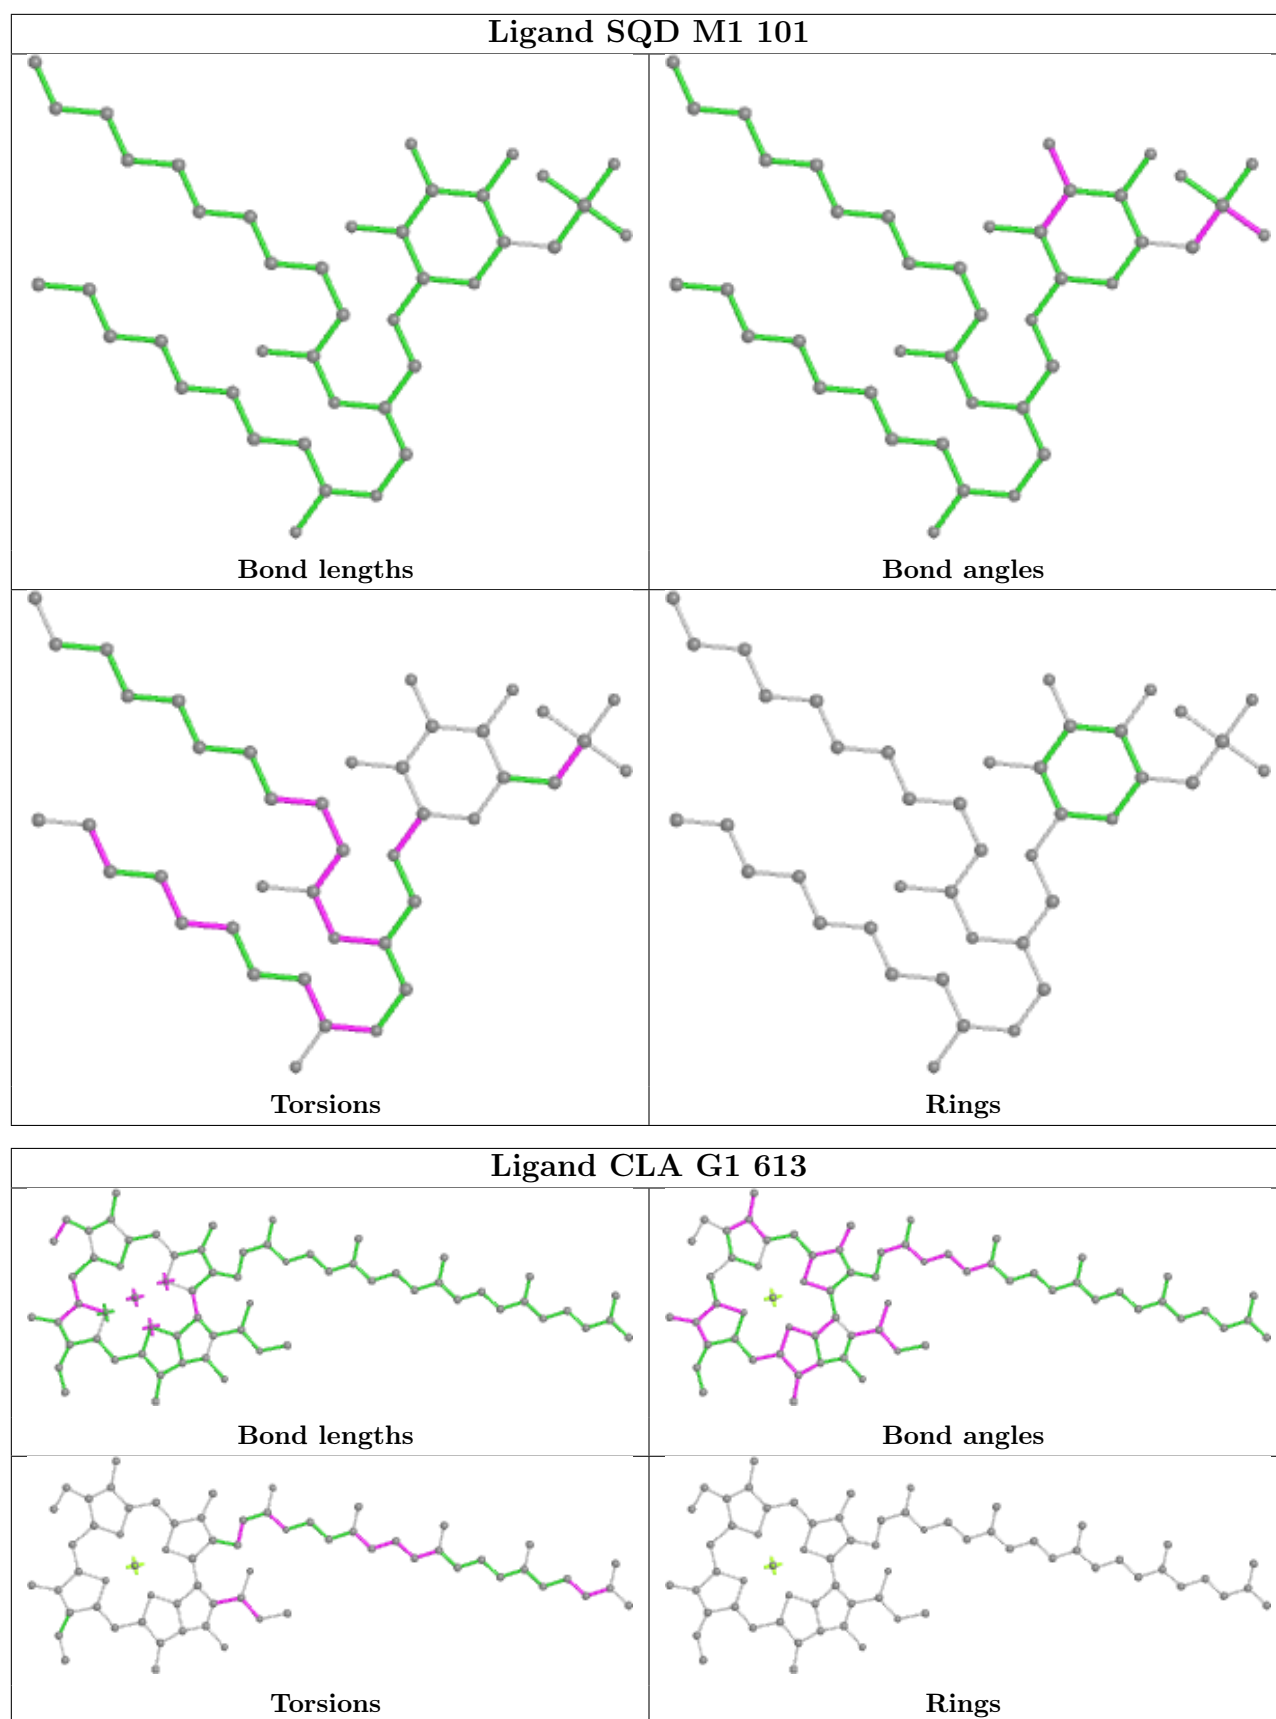 Ligand SQD M1 101
Bond lengths
Bond angles
Torsions
Rings
Ligand CLA G1 613
Bond lengths
Bond angles
Torsions
Rings